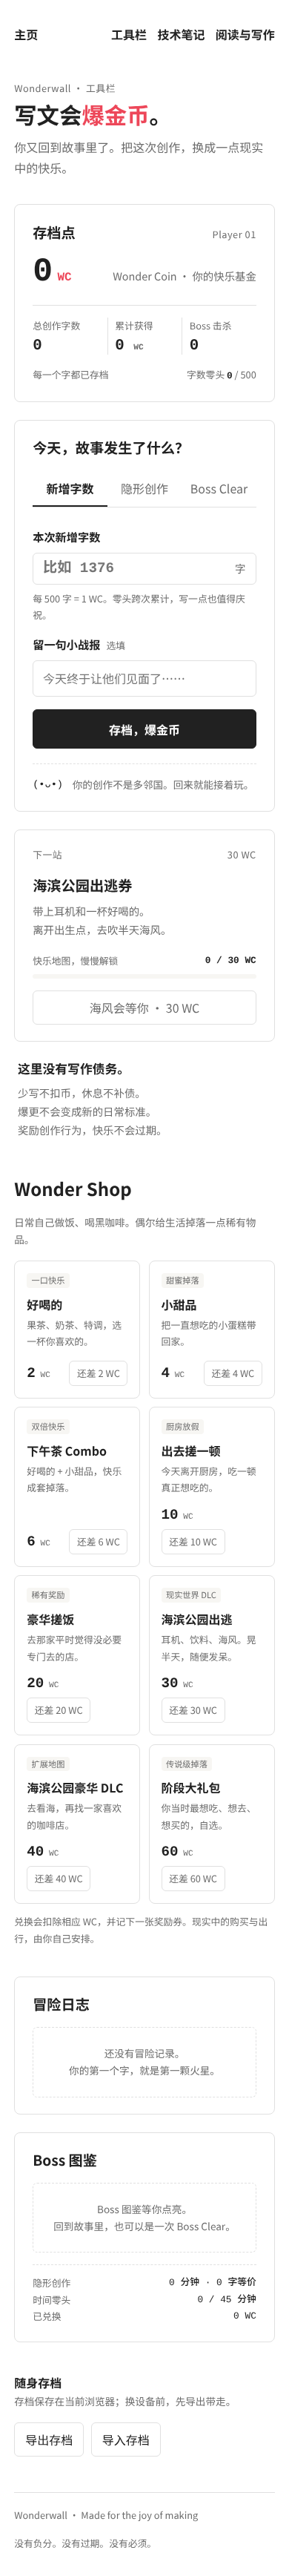 主页 工具栏 技术笔记 阅读与写作
Wonderwall · 工具栏
写文会爆金币。
你又回到故事里了。把这次创作，换成一点现实
中的快乐。
存档点 Player 01
0 WC Wonder Coin · 你的快乐基金
总创作字数 累计获得 Boss 击杀
0 0 WC 0
每一个字都已存档 字数零头 0 / 500
今天，故事发生了什么？
新增字数 隐形创作 Boss Clear
本次新增字数
比如 1376 字
每 500 字 = 1 WC。零头跨次累计，写一点也值得庆
祝。
留一句小战报 选填
今天终于让他们见面了……
存档，爆金币
(•ᴗ•) 你的创作不是多邻国。回来就能接着玩。
下一站 30 WC
海滨公园出逃券
带上耳机和一杯好喝的。
离开出生点，去吹半天海风。
快乐地图，慢慢解锁 0 / 30 WC
海风会等你 · 30 WC
这里没有写作债务。
少写不扣币，休息不补债。
爆更不会变成新的日常标准。
奖励创作行为，快乐不会过期。
Wonder Shop
日常自己做饭、喝黑咖啡。偶尔给生活掉落一点稀有物
品。
一口快乐
好喝的
果茶、奶茶、特调，选
一杯你喜欢的。
2 WC 还差 2 WC
甜蜜掉落
小甜品
把一直想吃的小蛋糕带
回家。
4 WC 还差 4 WC
双倍快乐
下午茶 Combo
好喝的 + 小甜品，快乐
成套掉落。
6 WC 还差 6 WC
厨房放假
出去搓一顿
今天离开厨房，吃一顿
真正想吃的。
10 WC
还差 10 WC
稀有奖励
豪华搓饭
去那家平时觉得没必要
专门去的店。
20 WC
还差 20 WC
现实世界 DLC
海滨公园出逃
耳机、饮料、海风。晃
半天，随便发呆。
30 WC
还差 30 WC
扩展地图
海滨公园豪华 DLC
去看海，再找一家喜欢
的咖啡店。
40 WC
还差 40 WC
传说级掉落
阶段大礼包
你当时最想吃、想去、
想买的，自选。
60 WC
还差 60 WC
兑换会扣除相应 WC，并记下一张奖励券。现实中的购买与出
行，由你自己安排。
冒险日志
还没有冒险记录。
你的第一个字，就是第一颗火星。
Boss 图鉴
Boss 图鉴等你点亮。
回到故事里，也可以是一次 Boss Clear。
隐形创作 0 分钟 · 0 字等价
时间零头 0 / 45 分钟
已兑换 0 WC
随身存档
存档保存在当前浏览器；换设备前，先导出带走。
导出存档 导入存档
Wonderwall · Made for the joy of making
没有负分。没有过期。没有必须。